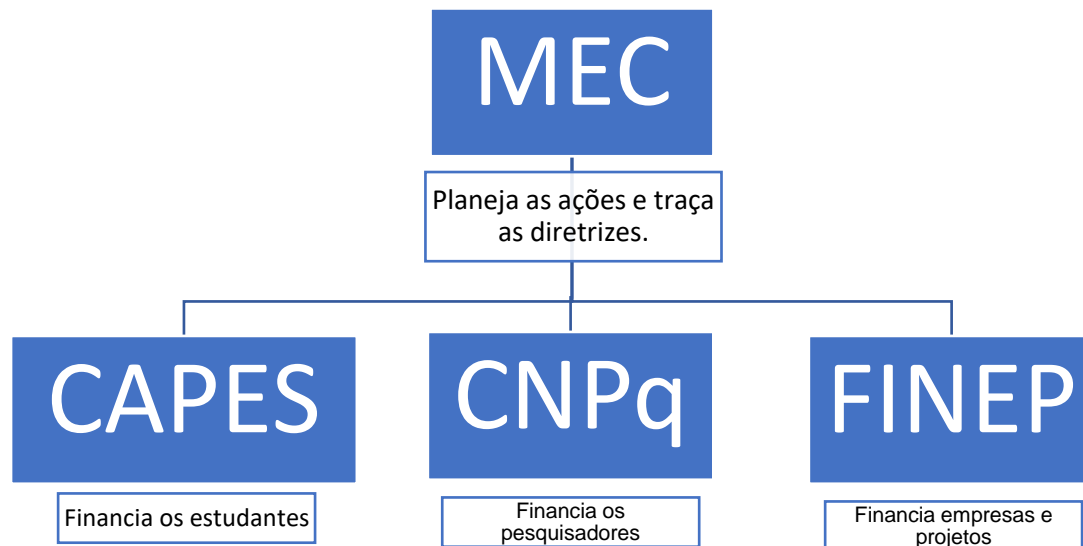 MEC
Planeja as ações e traça
as diretrizes.
CAPES
CNPq
FINEP
Financia os estudantes
Financia os
pesquisadores
Financia empresas e
projetos